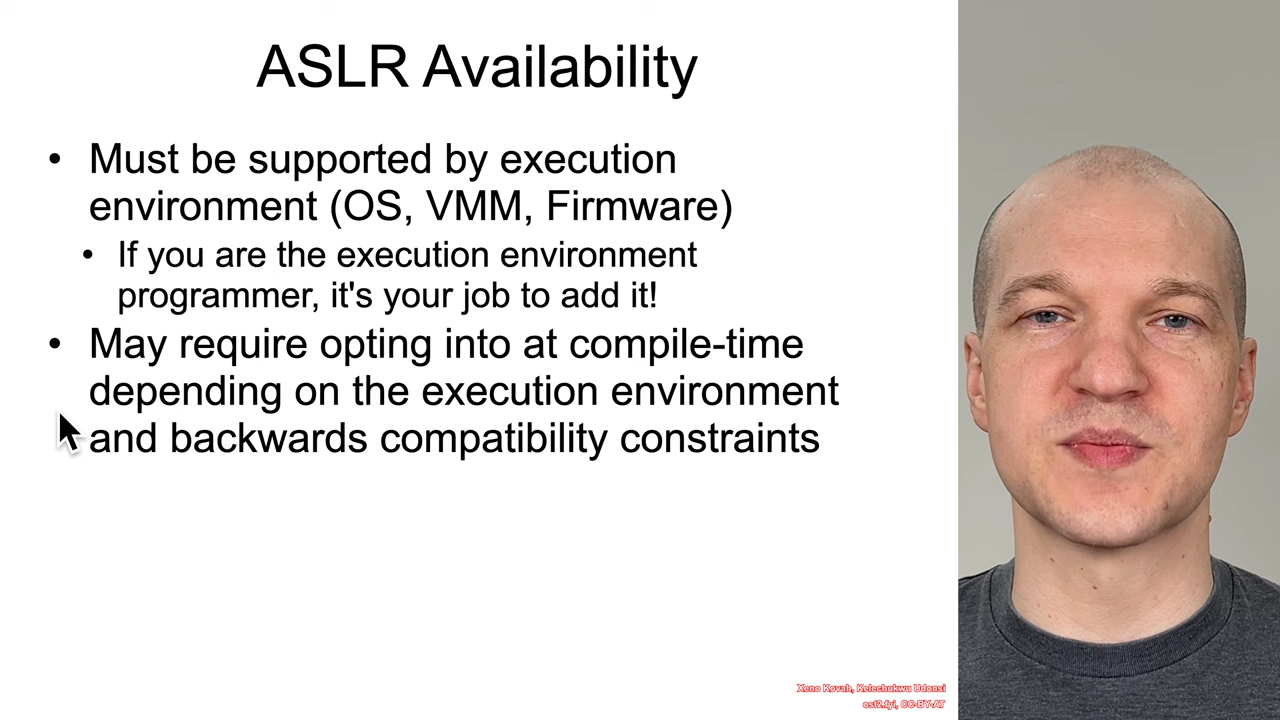 ASLR Availability
• Must be supported by execution
environment (OS, VMM, Firmware)
• If you are the execution environment
programmer, it's your job to add it!
• May require opting into at compile-time
depending on the execution environment
and backwards compatibility constraints
Xeno Kovah, Kelechukwu Udonsi
ost2.fyi, CC-BY-AT